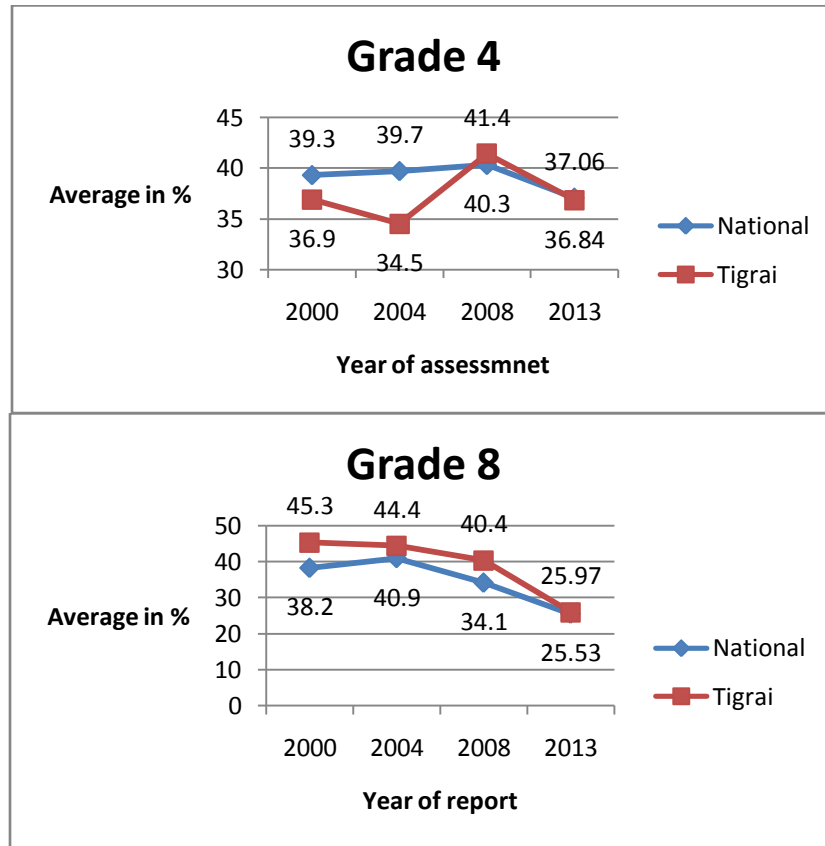 Grade 4
45
40
35
30
Average in %
39.3 39.7 41.4 37.06
36.9 34.5 40.3 36.84
2000 2004 2008 2013
Year of assessmnet
National
Tigrai
Grade 8
50
40
30
20
10
0
Average in %
45.3 44.4 40.4 25.97
38.2 40.9 34.1 25.53
2000 2004 2008 2013
Year of report
National
Tigrai